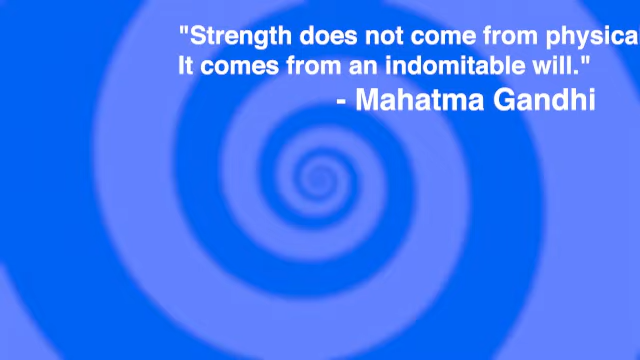 "Strength does not come from physica
It comes from an indomitable will."
- Mahatma Gandhi